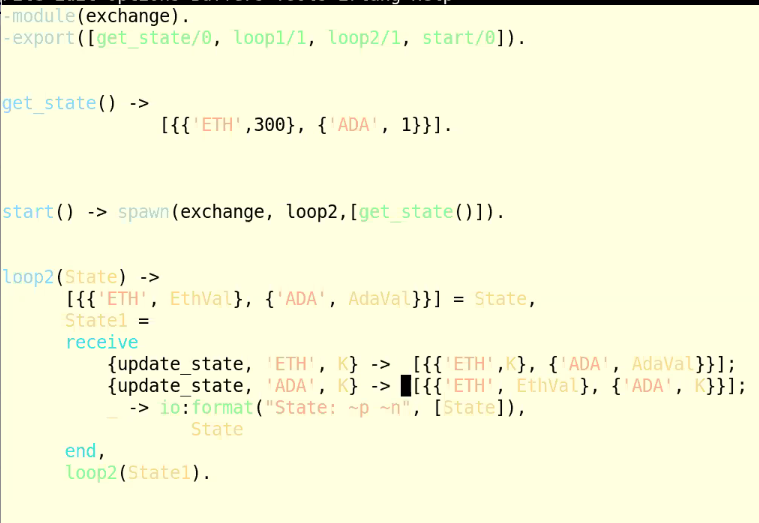 -module(exchange).
-export([get_state/0, loop1/1, loop2/1, start/0]).
get_state() ->
[{{'ETH',300}, {'ADA', 1}}].
start() -> spawn(exchange, loop2,[get_state()]).
loop2(State) ->
[{{'ETH', EthVal}, {'ADA', AdaVal}}] = State,
State1 =
receive
{update_state, 'ETH', K} -> [{{'ETH',K}, {'ADA', AdaVal}}];
{update_state, 'ADA', K} -> [{{'ETH', EthVal}, {'ADA', K}}];
_ -> io:format("State: ~p ~n", [State]),
State
end,
loop2(State1).